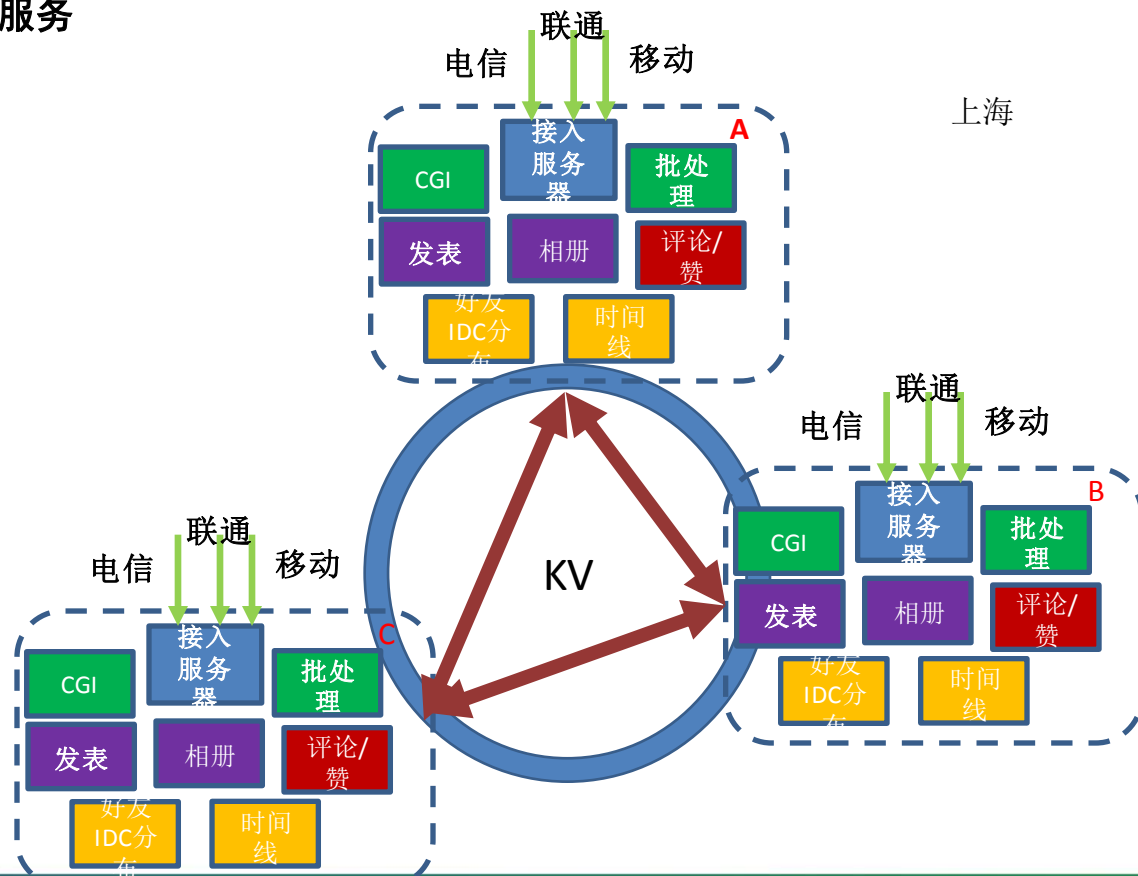 服务
联通
电信
移动
上海
A
接入
服务
器
CGI
批处
理
发表
相册
评论/
赞
好友
IDC分
布
时间
线
联通
电信
移动
B
接入
服务
器
CGI
批处
理
发表
相册
评论/
赞
好友
IDC分
布
时间
线
KV
联通
电信
移动
C
接入
服务
器
CGI
批处
理
发表
相册
评论/
赞
好友
IDC分
布
时间
线